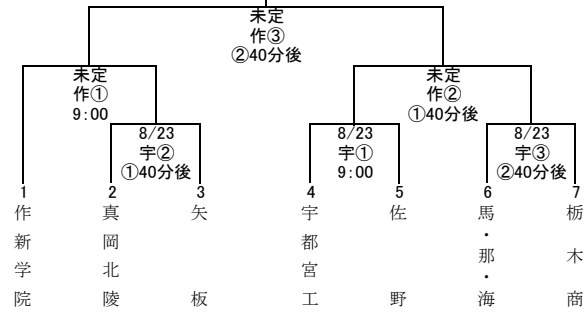 未定
作③
②40分後
未定
作①
9:00
未定
作②
①40分後
8/23
宇②
①40分後
8/23
宇①
9:00
8/23
宇③
②40分後
1 2 3 4 5 6 7
作新学院
真岡北陵
矢板
宇都宮工
佐野
馬・那・海
栃木商